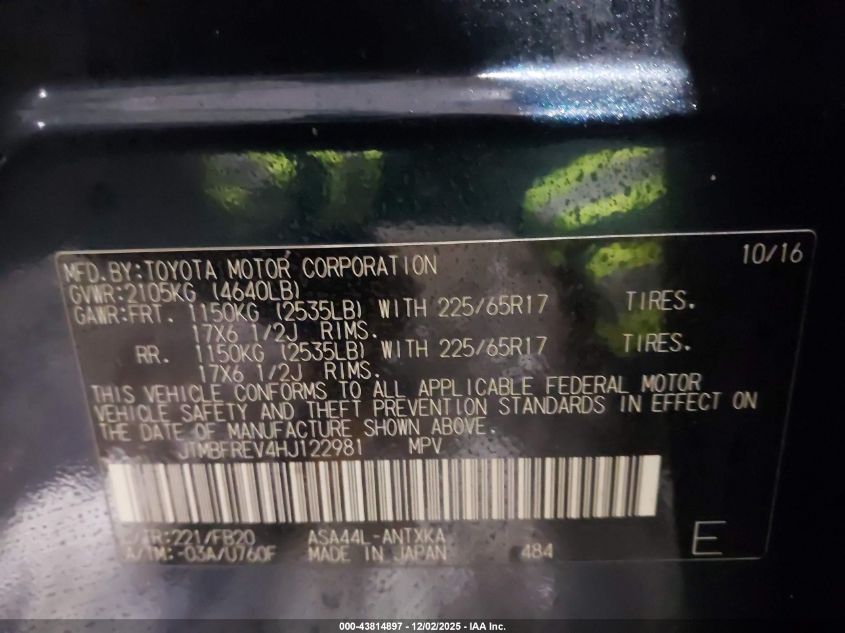 10/16
MFD.BY:TOYOTA MOTOR CORPORATION
GVWR:2105KG (4640LB)
GAWR:FRT. 1150KG (2535LB) WITH 225/65R17 TIRES.
17X6 1/2J RIMS.
RR. 1150KG (2535LB) WITH 225/65R17 TIRES.
17X6 1/2J RIMS.
THIS VEHICLE CONFORMS TO ALL APPLICABLE FEDERAL MOTOR
VEHICLE SAFETY AND THEFT PREVENTION STANDARDS IN EFFECT ON
THE DATE OF MANUFACTURE SHOWN ABOVE.
JTMBFREV4HJ122981 MPV
C/TR:221/FB20 ASA44L-ANTXKA
A/TM:-03A/U760F MADE IN JAPAN 484 E
000-43814897 - 12/02/2025 - IAA Inc.